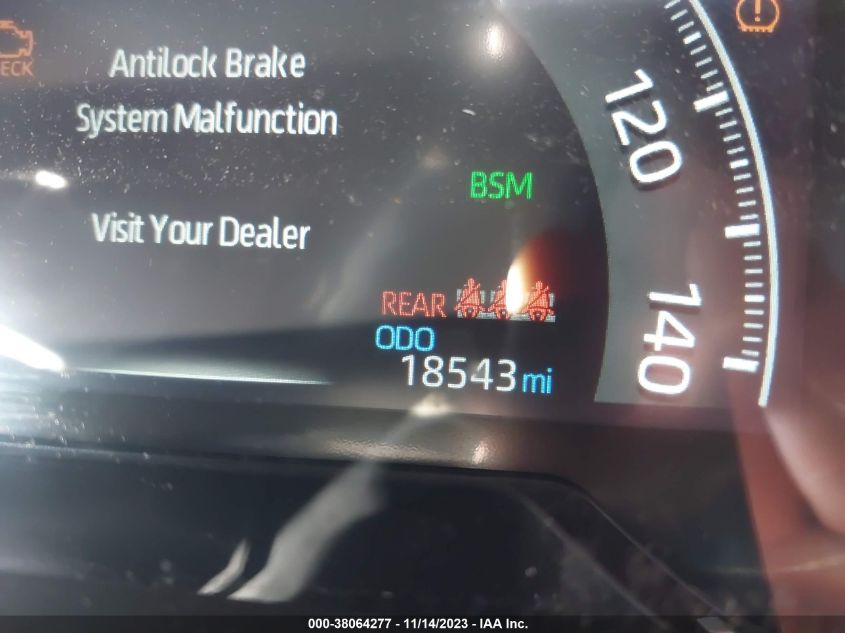 Antilock Brake
System Malfunction
Visit Your Dealer
BSM
REAR
ODO
18543 mi
120
140
000-38064277 - 11/14/2023 - IAA Inc.